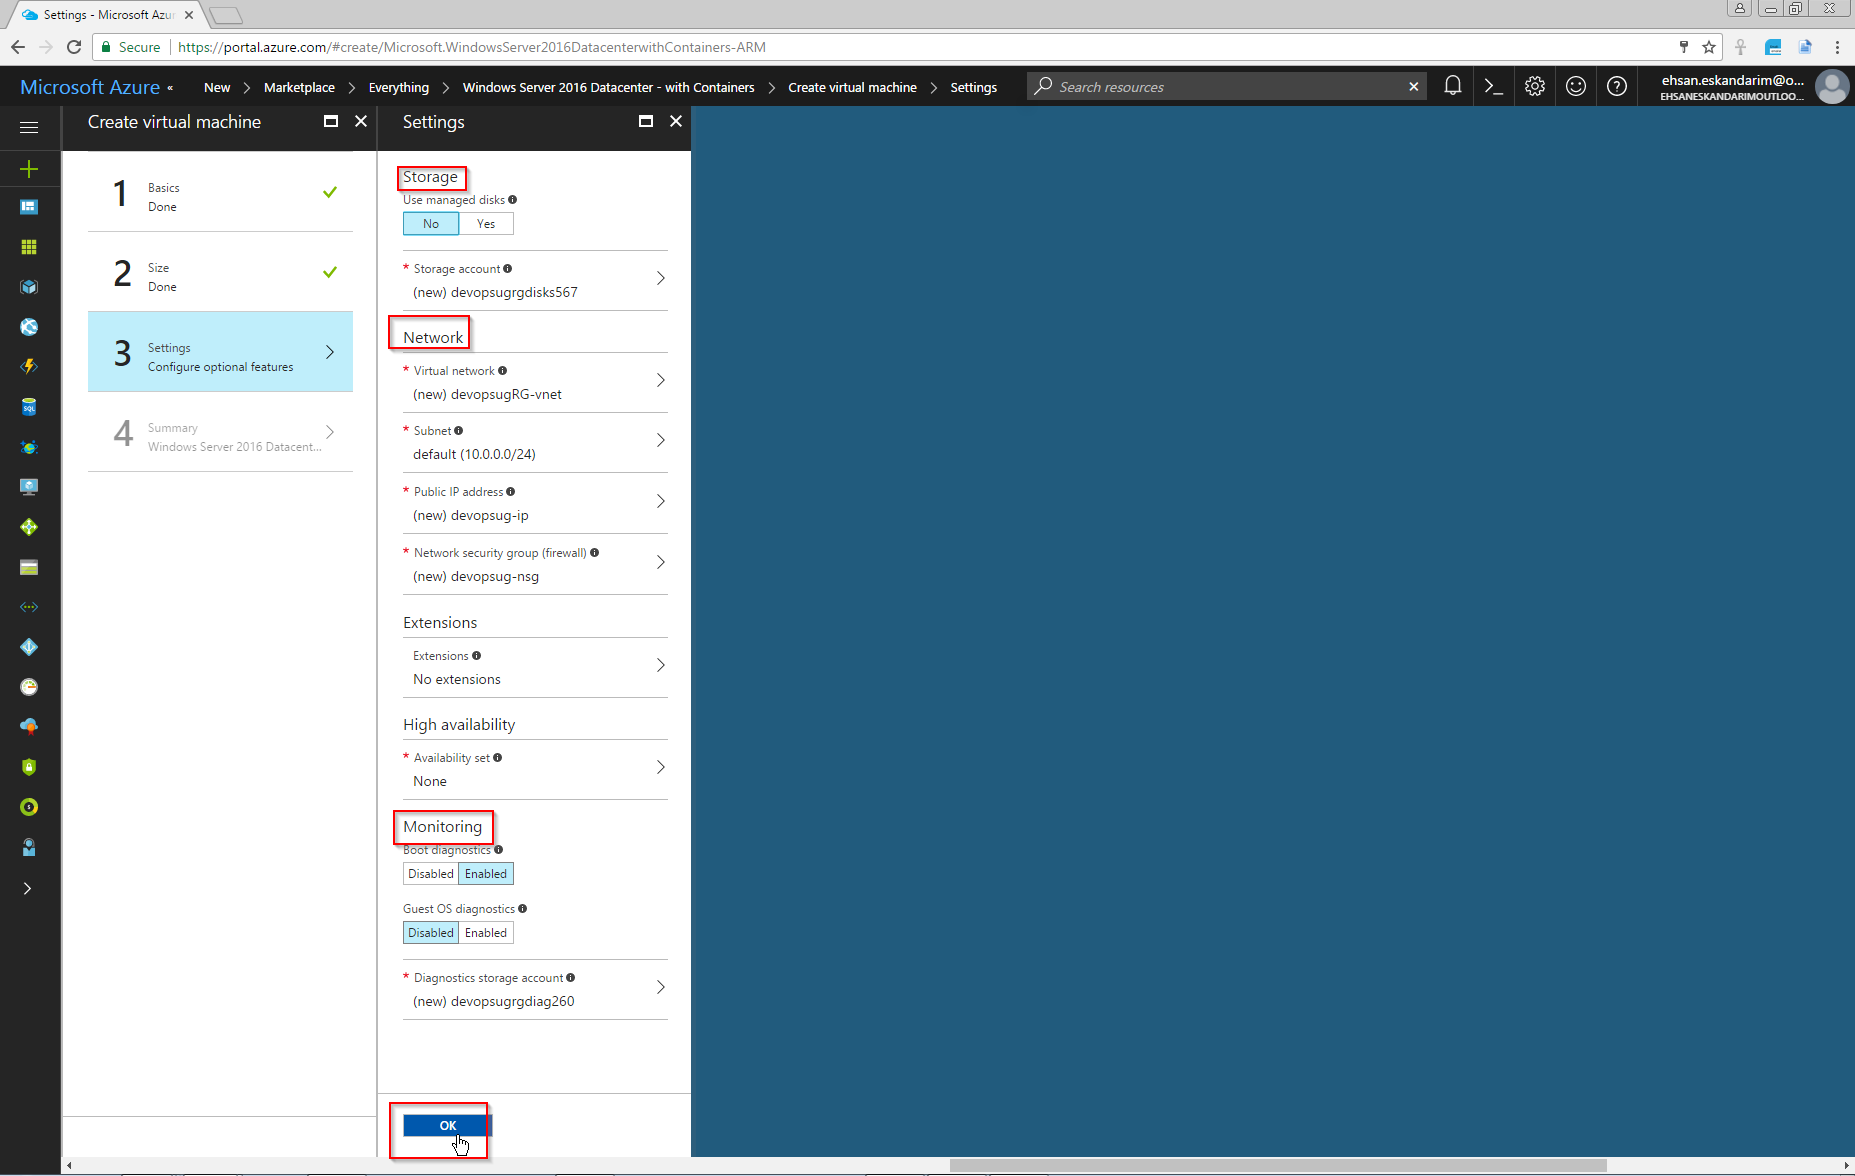 Settings - Microsoft Azur
Secure
https://portal.azure.com/#create/Microsoft.WindowsServer2016DatacenterwithContainers-ARM
Microsoft Azure «
New
Marketplace
Everything
Windows Server 2016 Datacenter - with Containers
Create virtual machine
Settings
Search resources
ehsan.eskandarim@o...
EHSANESKANDARIMOUTLOO...
Create virtual machine
1
Basics
Done
2
Size
Done
3
Settings
Configure optional features
4
Summary
Windows Server 2016 Datacent...
Settings
Storage
Use managed disks
No Yes
* Storage account
(new) devopsugrgdisks567
Network
* Virtual network
(new) devopsugRG-vnet
* Subnet
default (10.0.0.0/24)
* Public IP address
(new) devopsug-ip
* Network security group (firewall)
(new) devopsug-nsg
Extensions
Extensions
No extensions
High availability
* Availability set
None
Monitoring
Boot diagnostics
Disabled Enabled
Guest OS diagnostics
Disabled Enabled
* Diagnostics storage account
(new) devopsugrgdiag260
OK